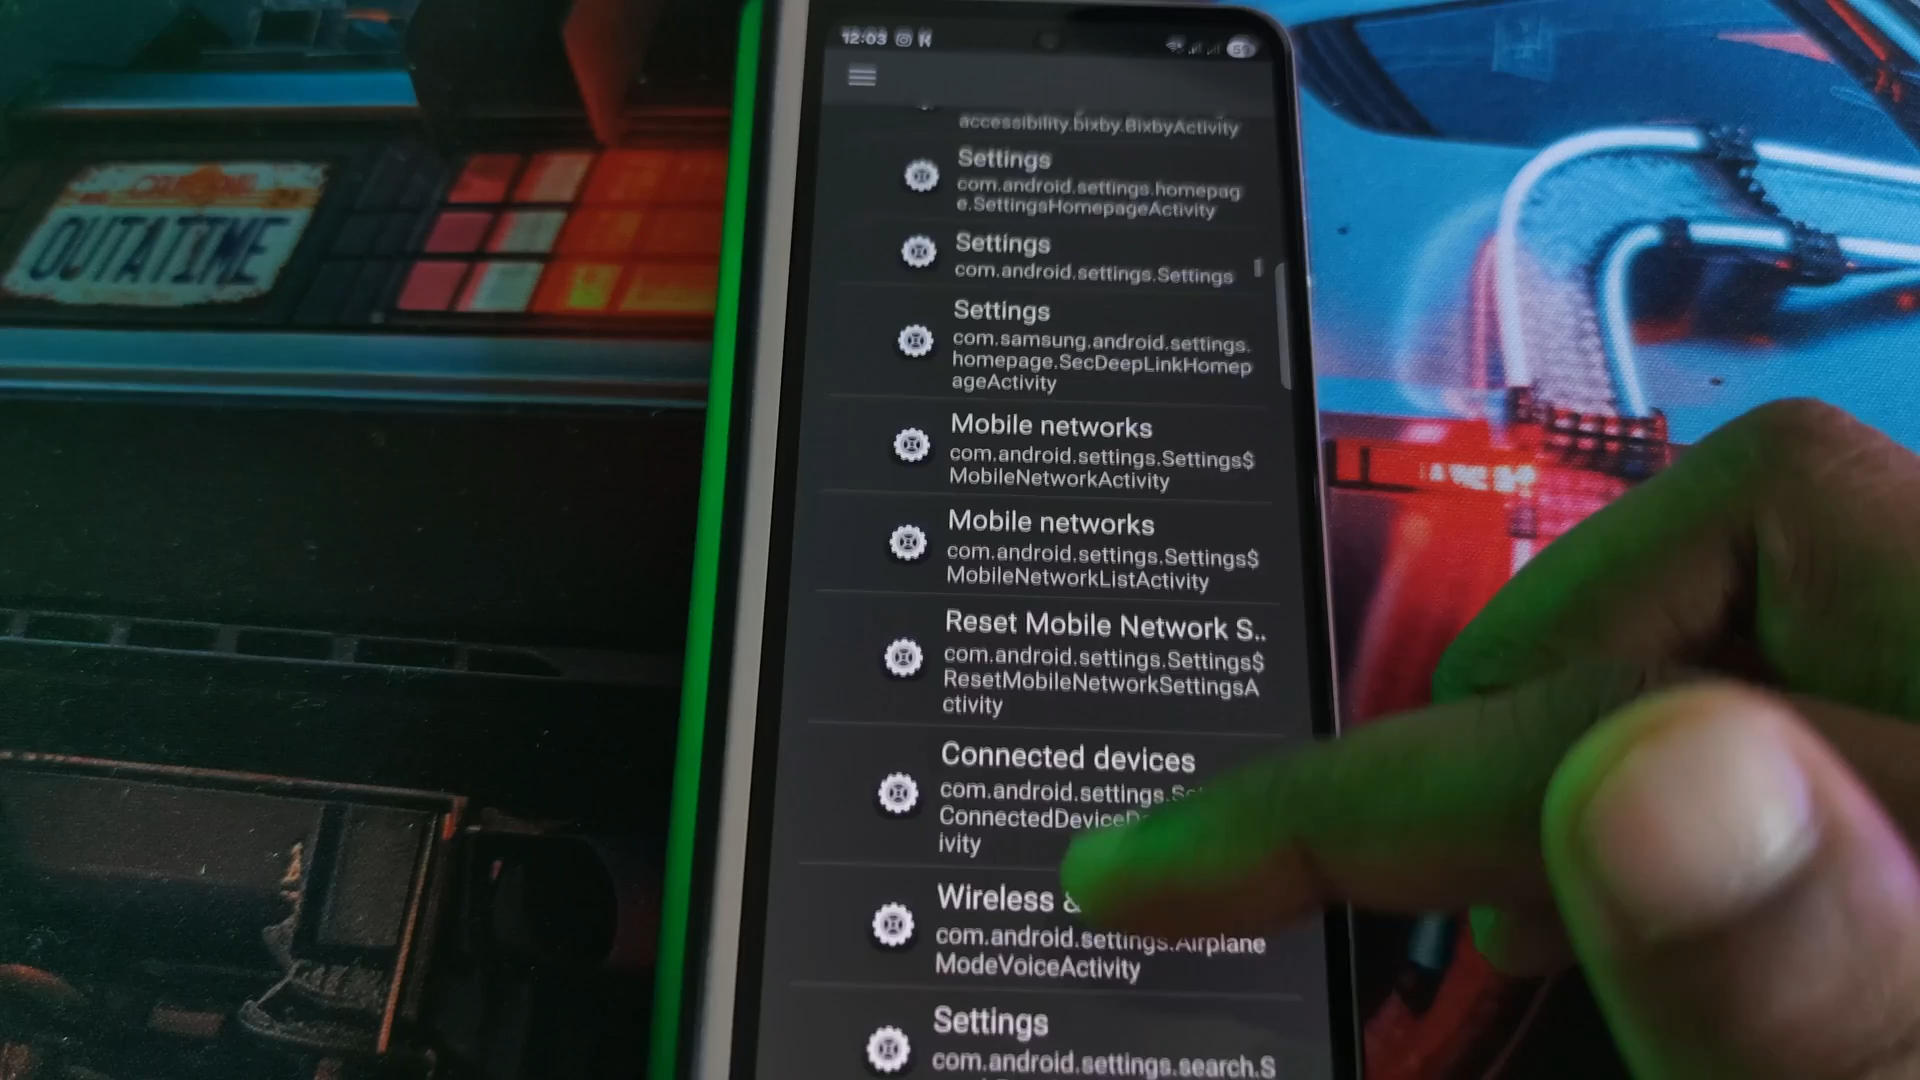 12:03
59
accessibility.bixby.BixbyActivity
Settings
com.android.settings.homepag
e.SettingsHomepageActivity
Settings
com.android.settings.Settings
Settings
com.samsung.android.settings.
homepage.SecDeepLinkHomep
ageActivity
Mobile networks
com.android.settings.Settings$
MobileNetworkActivity
Mobile networks
com.android.settings.Settings$
MobileNetworkListActivity
Reset Mobile Network S..
com.android.settings.Settings$
ResetMobileNetworkSettingsA
ctivity
Connected devices
com.android.settings.Se
ConnectedDeviceD
ivity
Wireless &
com.android.settings.Airplane
ModeVoiceActivity
Settings
com.android.settings.search.S
OUTATIME